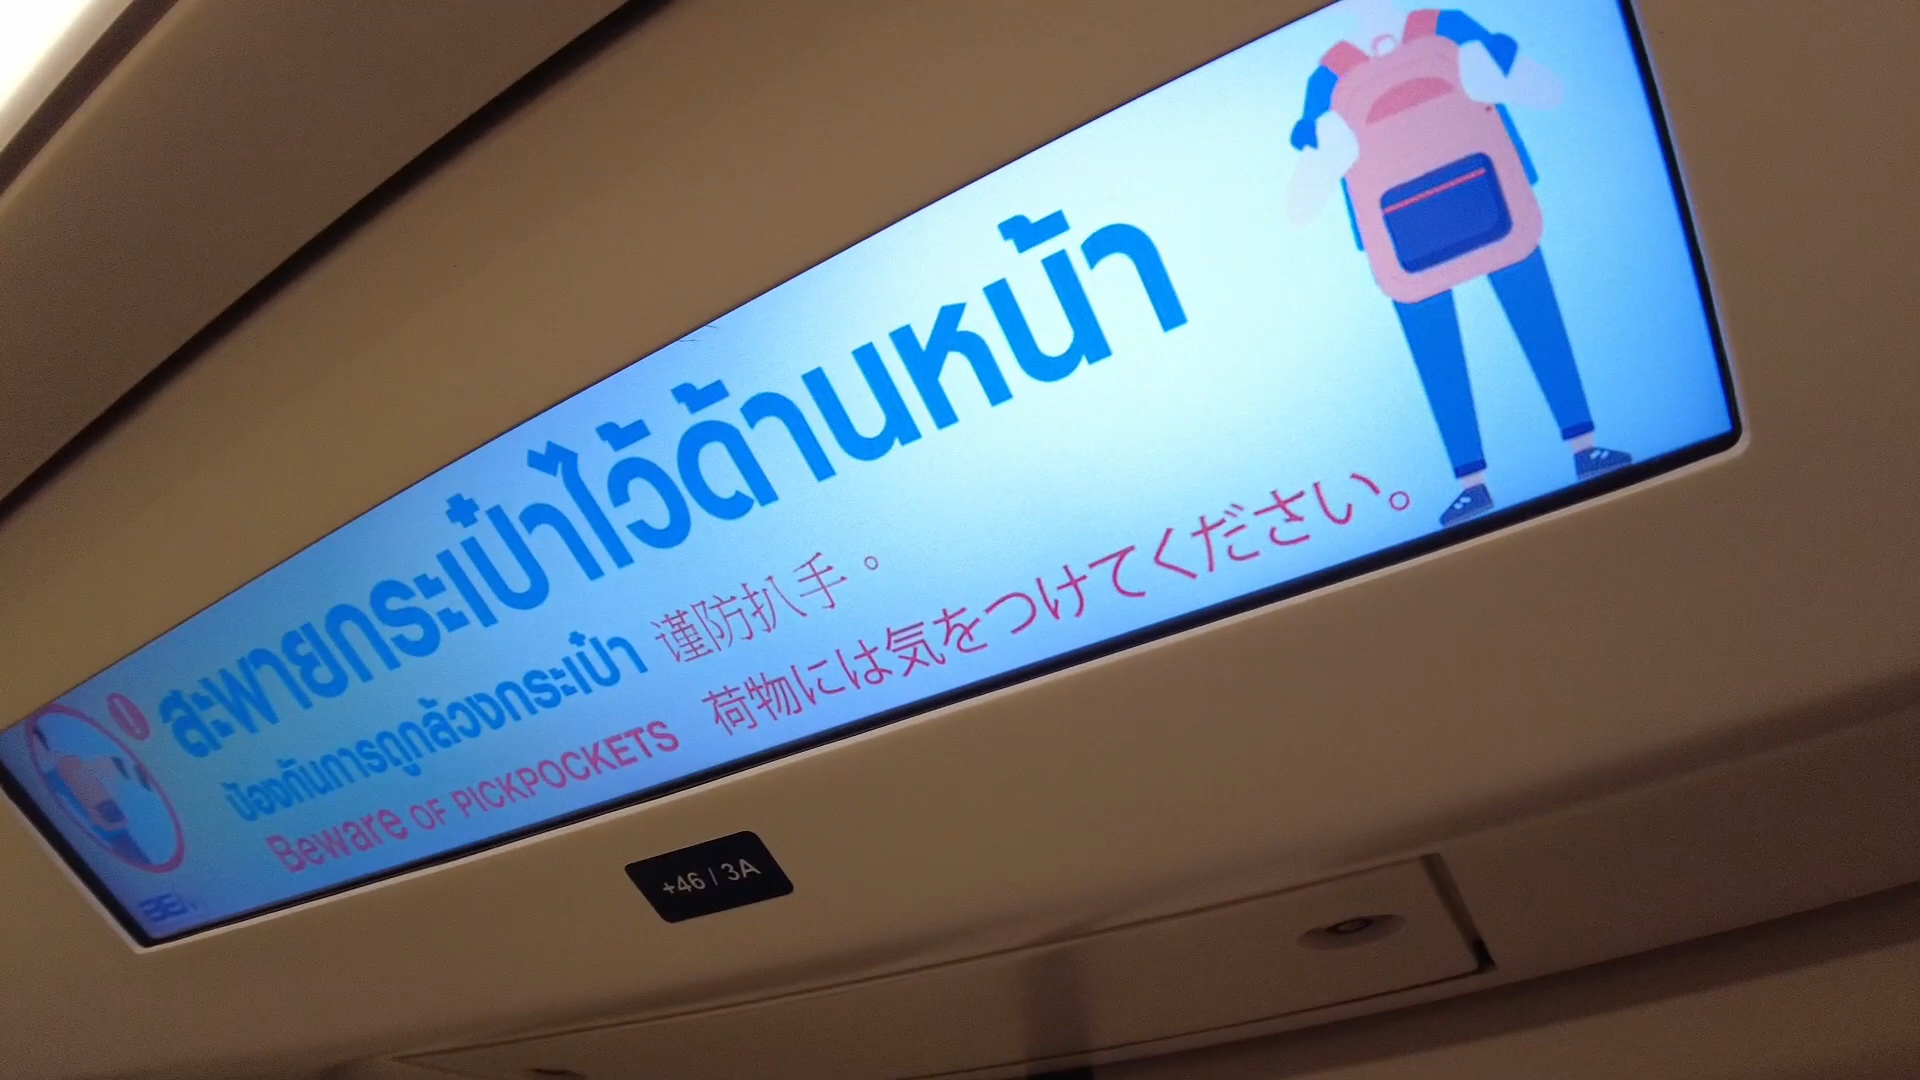 สะพายกระเป๋าไว้ด้านหน้า
ป้องกันการถูกล้วงกระเป๋า 谨防扒手。
Beware OF PICKPOCKETS 荷物には気をつけてください。
+46 | 3A